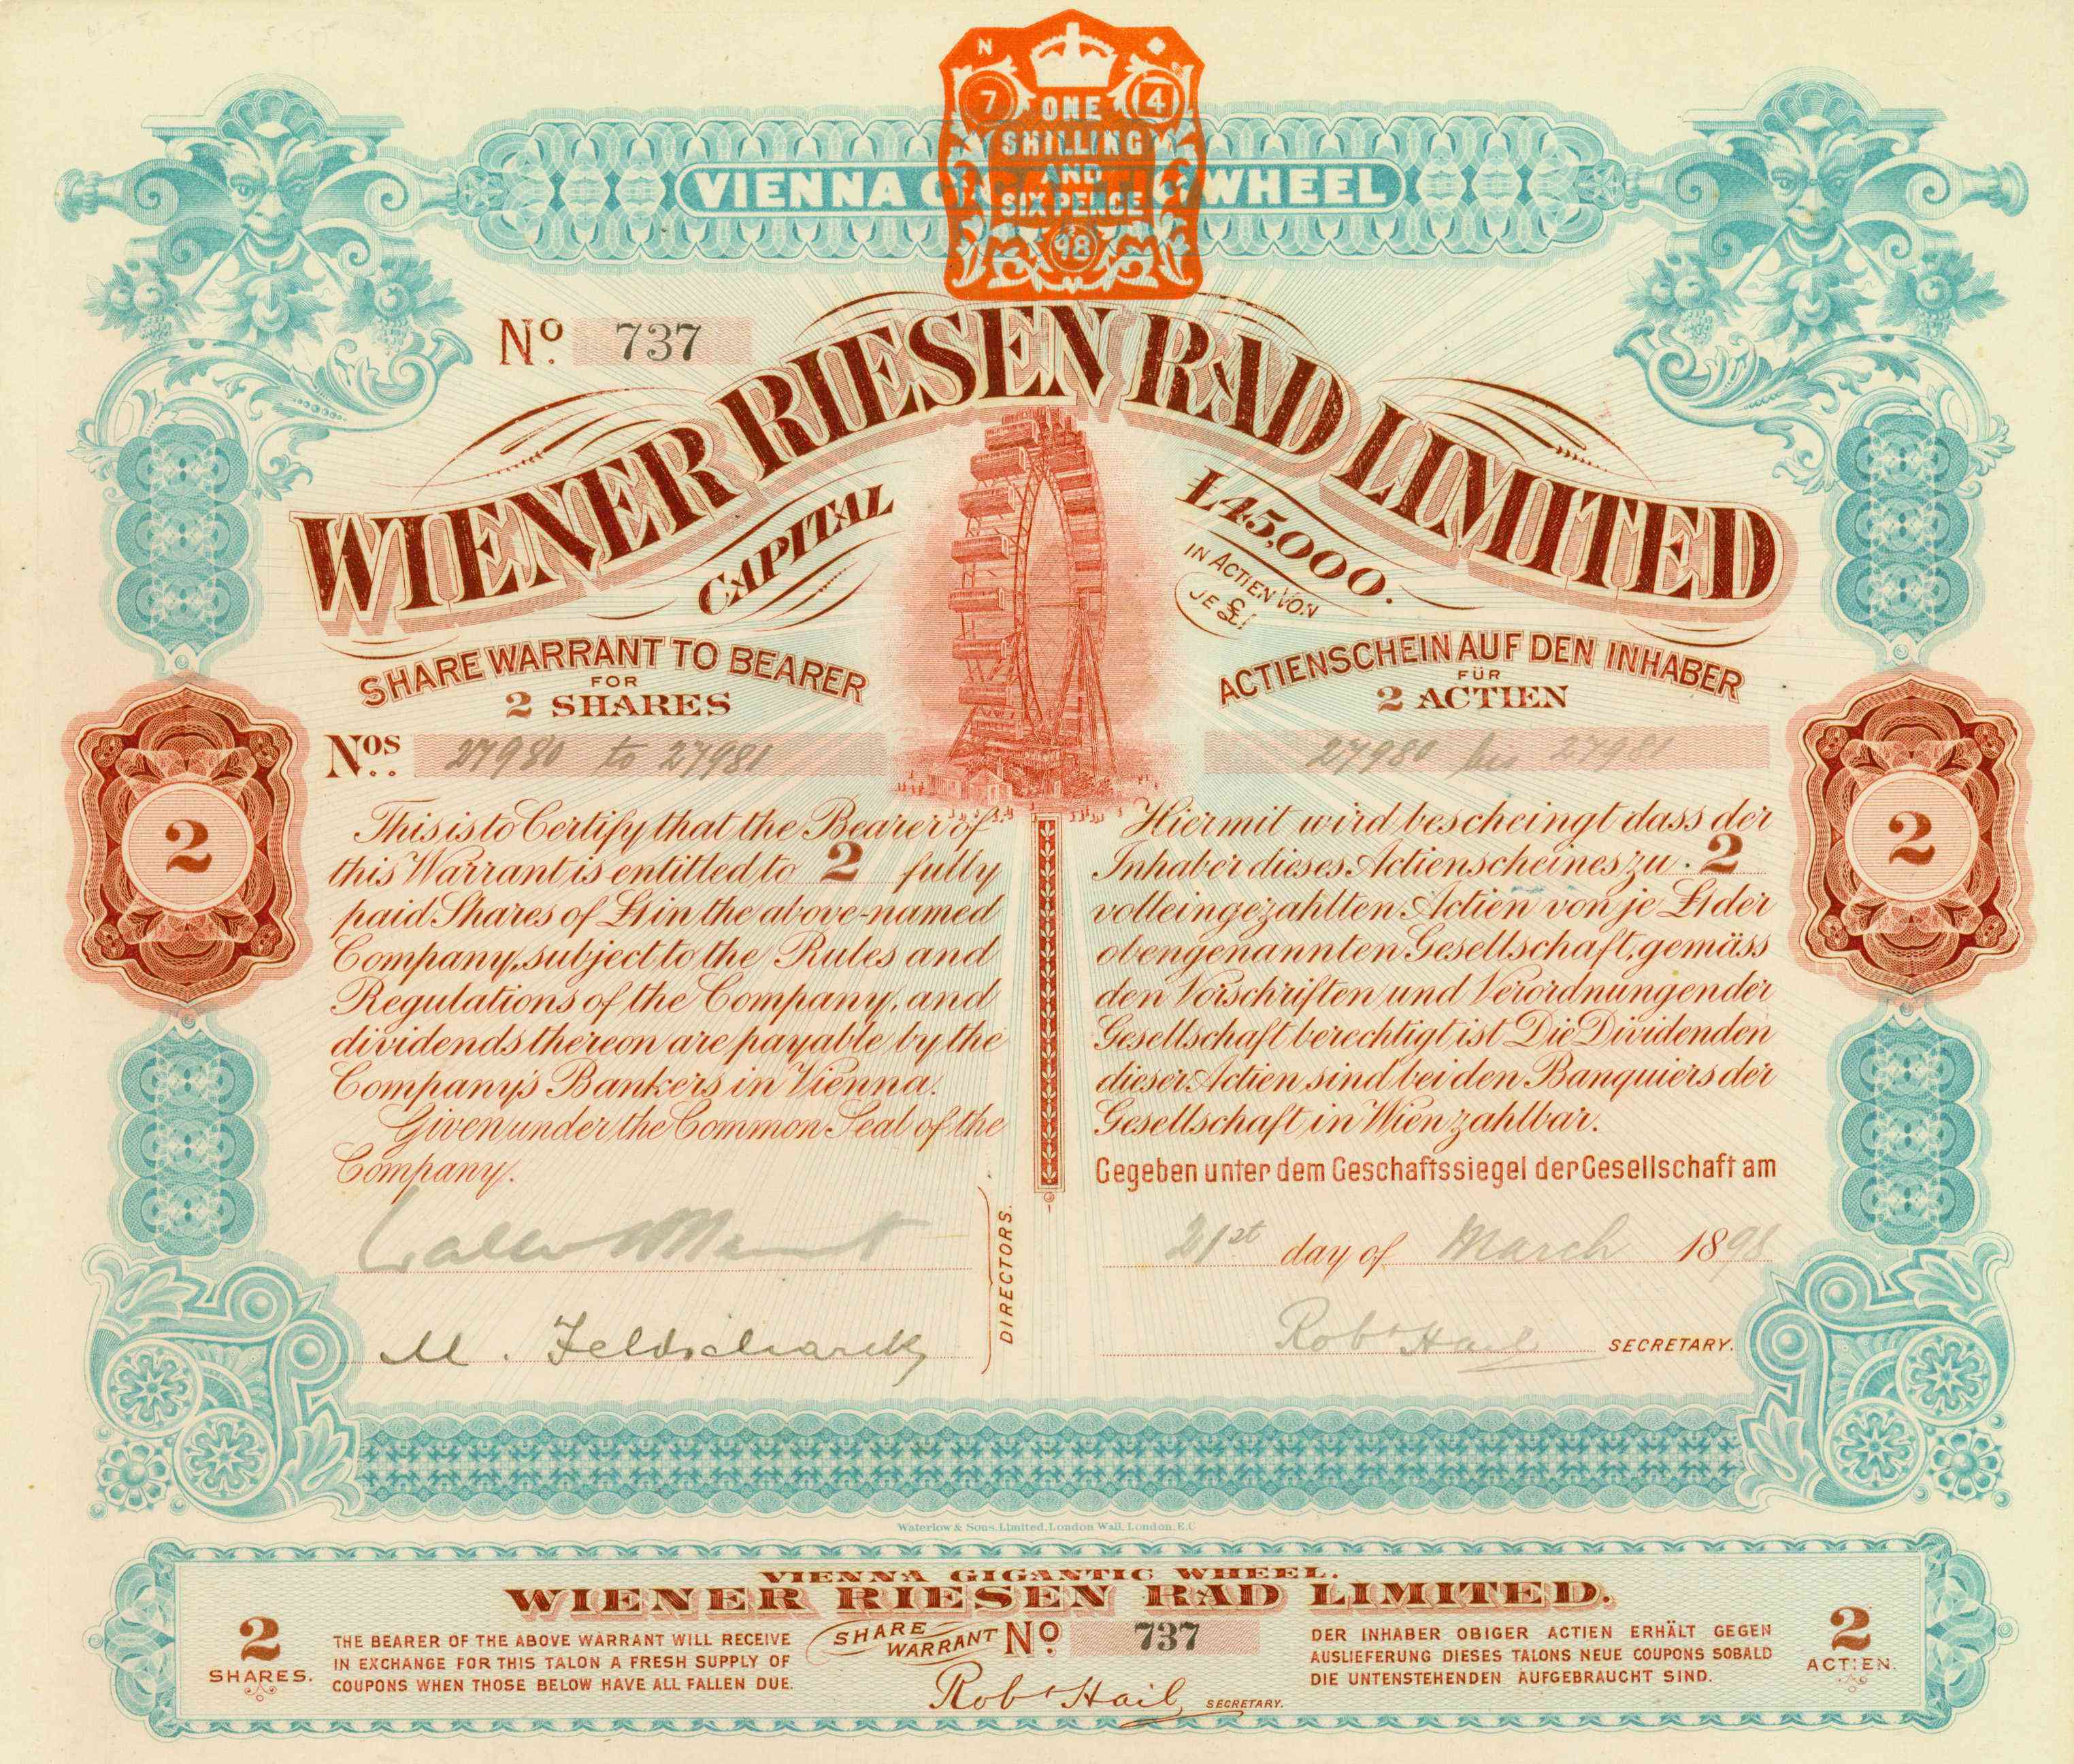 N
7 ONE 4
SHILLING
AND
SIXPENCE
98
VIENNA GIGANTIC WHEEL
No. 737
WIENER RIESEN RAD LIMITED
CAPITAL £45,000.
IN ACTIEN VON
JE £1
SHARE WARRANT TO BEARER
FOR
2 SHARES
ACTIENSCHEIN AUF DEN INHABER
FÜR
2 ACTIEN
Nos. 27980 to 27981
27980 bis 27981
2
This is to Certify that the Bearer of
this Warrant is entitled to 2 fully
paid Shares of £1 in the above-named
Company, subject to the Rules and
Regulations of the Company, and
dividends thereon are payable by the
Company's Bankers in Vienna.
Given under the Common Seal of the
Company.
Hiermit wird bescheingt dass der
Inhaber dieses Actienscheines zu 2
volleingezahlten Actien von je £1 der
obengenannten Gesellschaft, gemäss
den Vorschriften und Verordnungen der
Gesellschaft berechtigt ist Die Dividenden
dieser Actien sind bei den Banquiers der
Gesellschaft in Wien zahlbar.
Gegeben unter dem Geschaftssiegel der Gesellschaft am
2
21st day of March 1898
DIRECTORS.
M. Feldscharek
Robt Hail SECRETARY.
Waterlow & Sons, Limited, London Wall, London, E.C
VIENNA GIGANTIC WHEEL.
WIENER RIESEN RAD LIMITED.
2
SHARES.
THE BEARER OF THE ABOVE WARRANT WILL RECEIVE
IN EXCHANGE FOR THIS TALON A FRESH SUPPLY OF
COUPONS WHEN THOSE BELOW HAVE ALL FALLEN DUE.
SHARE
WARRANT No 737
Robt Hail SECRETARY.
DER INHABER OBIGER ACTIEN ERHÄLT GEGEN
AUSLIEFERUNG DIESES TALONS NEUE COUPONS SOBALD
DIE UNTENSTEHENDEN AUFGEBRAUCHT SIND.
2
ACTIEN.